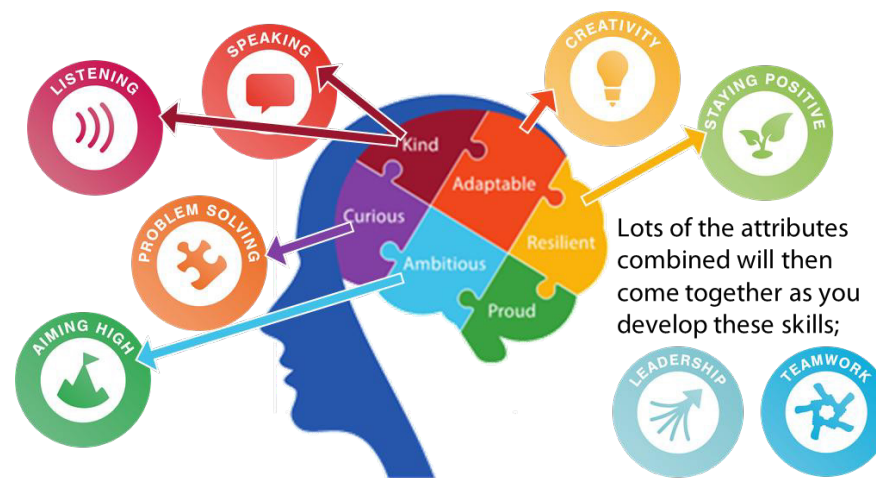 LISTENING
SPEAKING
CREATIVITY
STAYING POSITIVE
PROBLEM SOLVING
AIMING HIGH
Kind
Adaptable
Curious
Resilient
Ambitious
Proud
Lots of the attributes
combined will then
come together as you
develop these skills;
LEADERSHIP
TEAMWORK